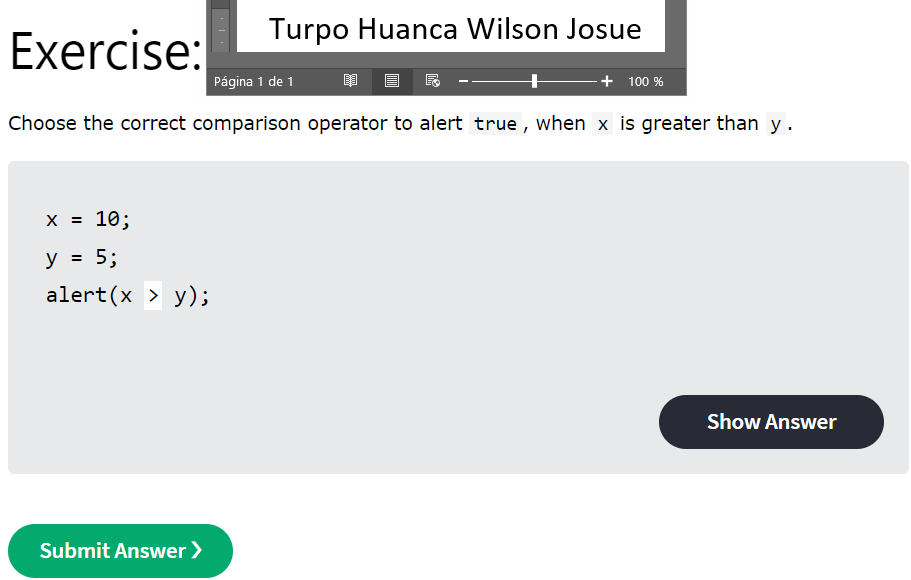 Turpo Huanca Wilson Josue
Exercise:
Página 1 de 1
100 %
Choose the correct comparison operator to alert true, when x is greater than y.
x = 10;
y = 5;
alert(x > y);
Show Answer
Submit Answer ❯